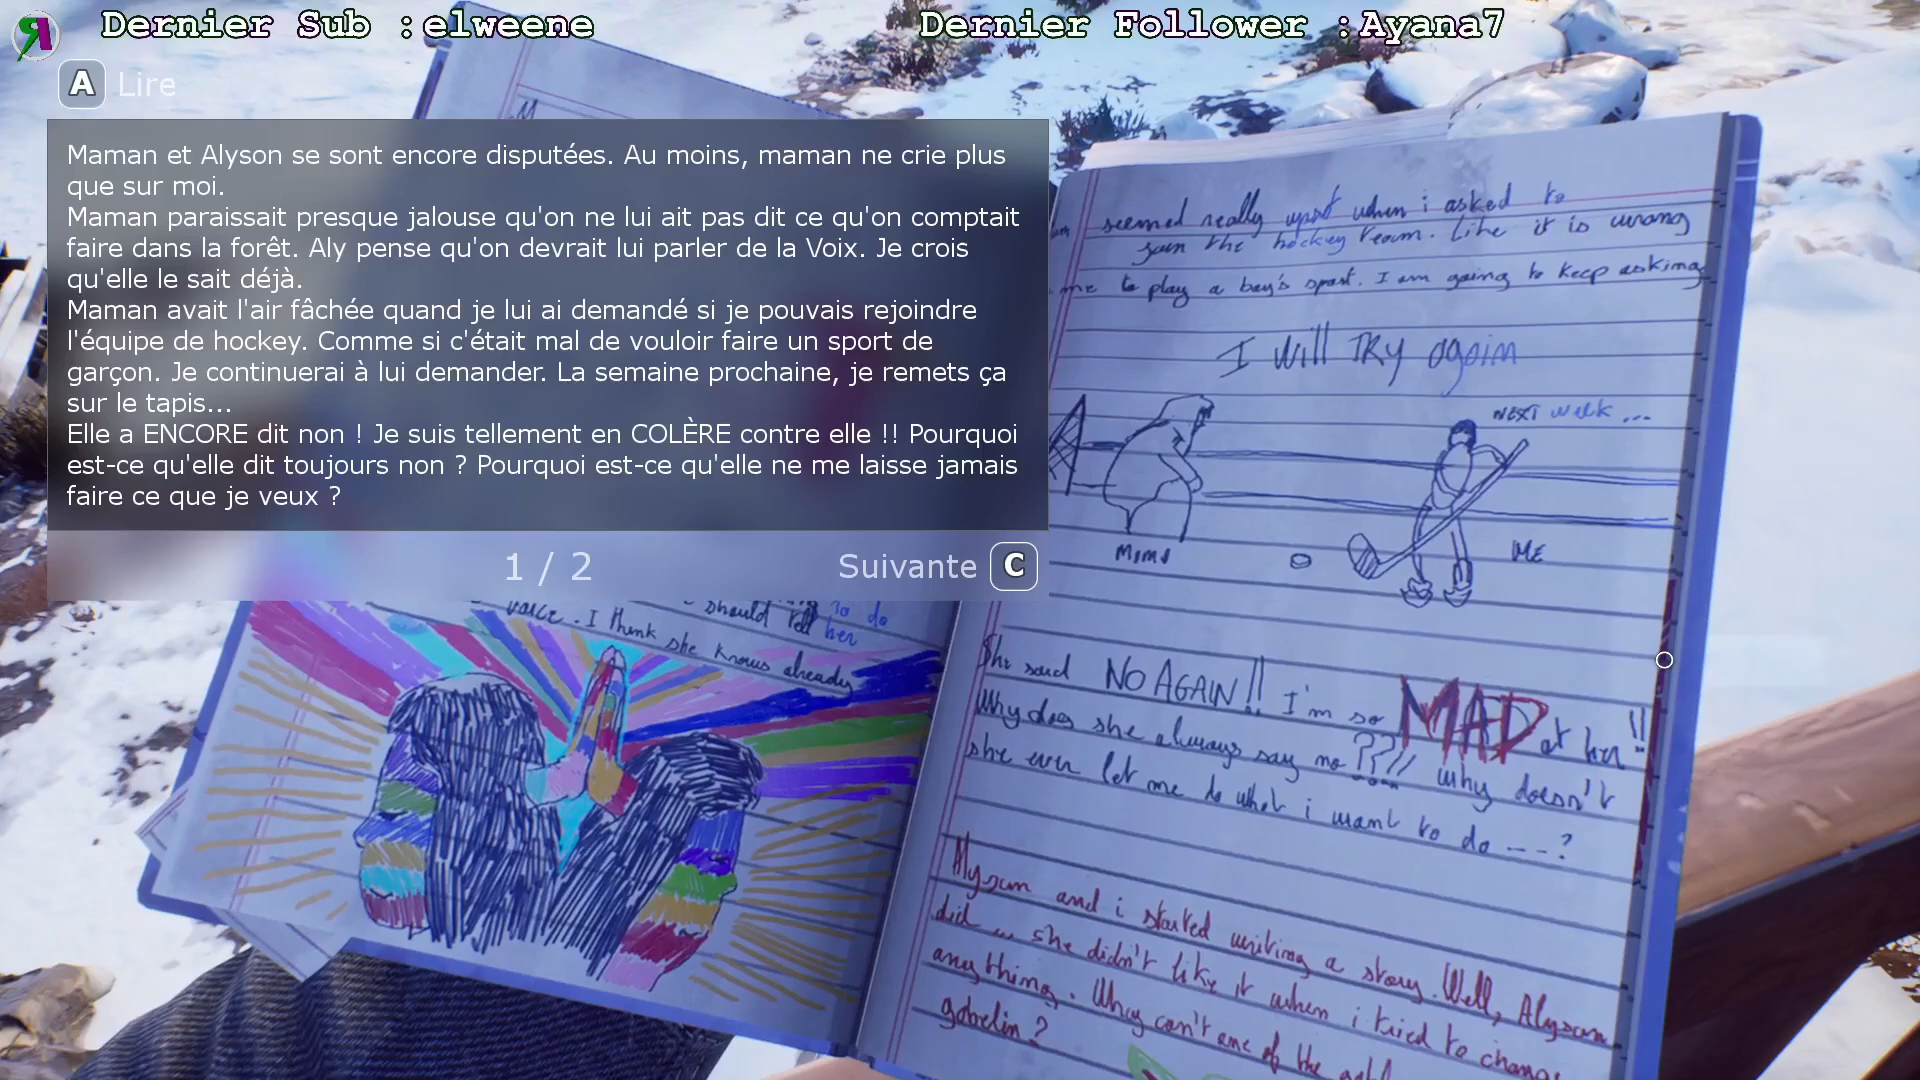 Dernier Sub :elweene
Dernier Follower :Ayana7
A Lire
Maman et Alyson se sont encore disputées. Au moins, maman ne crie plus
que sur moi.
Maman paraissait presque jalouse qu'on ne lui ait pas dit ce qu'on comptait
faire dans la forêt. Aly pense qu'on devrait lui parler de la Voix. Je crois
qu'elle le sait déjà.
Maman avait l'air fâchée quand je lui ai demandé si je pouvais rejoindre
l'équipe de hockey. Comme si c'était mal de vouloir faire un sport de
garçon. Je continuerai à lui demander. La semaine prochaine, je remets ça
sur le tapis...
Elle a ENCORE dit non ! Je suis tellement en COLÈRE contre elle !! Pourquoi
est-ce qu'elle dit toujours non ? Pourquoi est-ce qu'elle ne me laisse jamais
faire ce que je veux ?
1 / 2
Suivante C
to do
should tell her
voice. I think she knows already
seemed really upset when i asked to
join the hockey team. Like it is wrong
me to play a boy's sport. I am going to keep asking
I will TRY again
NEXT week ...
Mom
ME
She said NO AGAIN!! I'm so MAD at her!!
Why does she always say no ???// why doesn't
she ever let me do what i want to do ---?
Alyson and i started writing a story. Well, Alyson
did ... she didn't like it when i tried to change
anything. Why can't one of the
gobelin ?